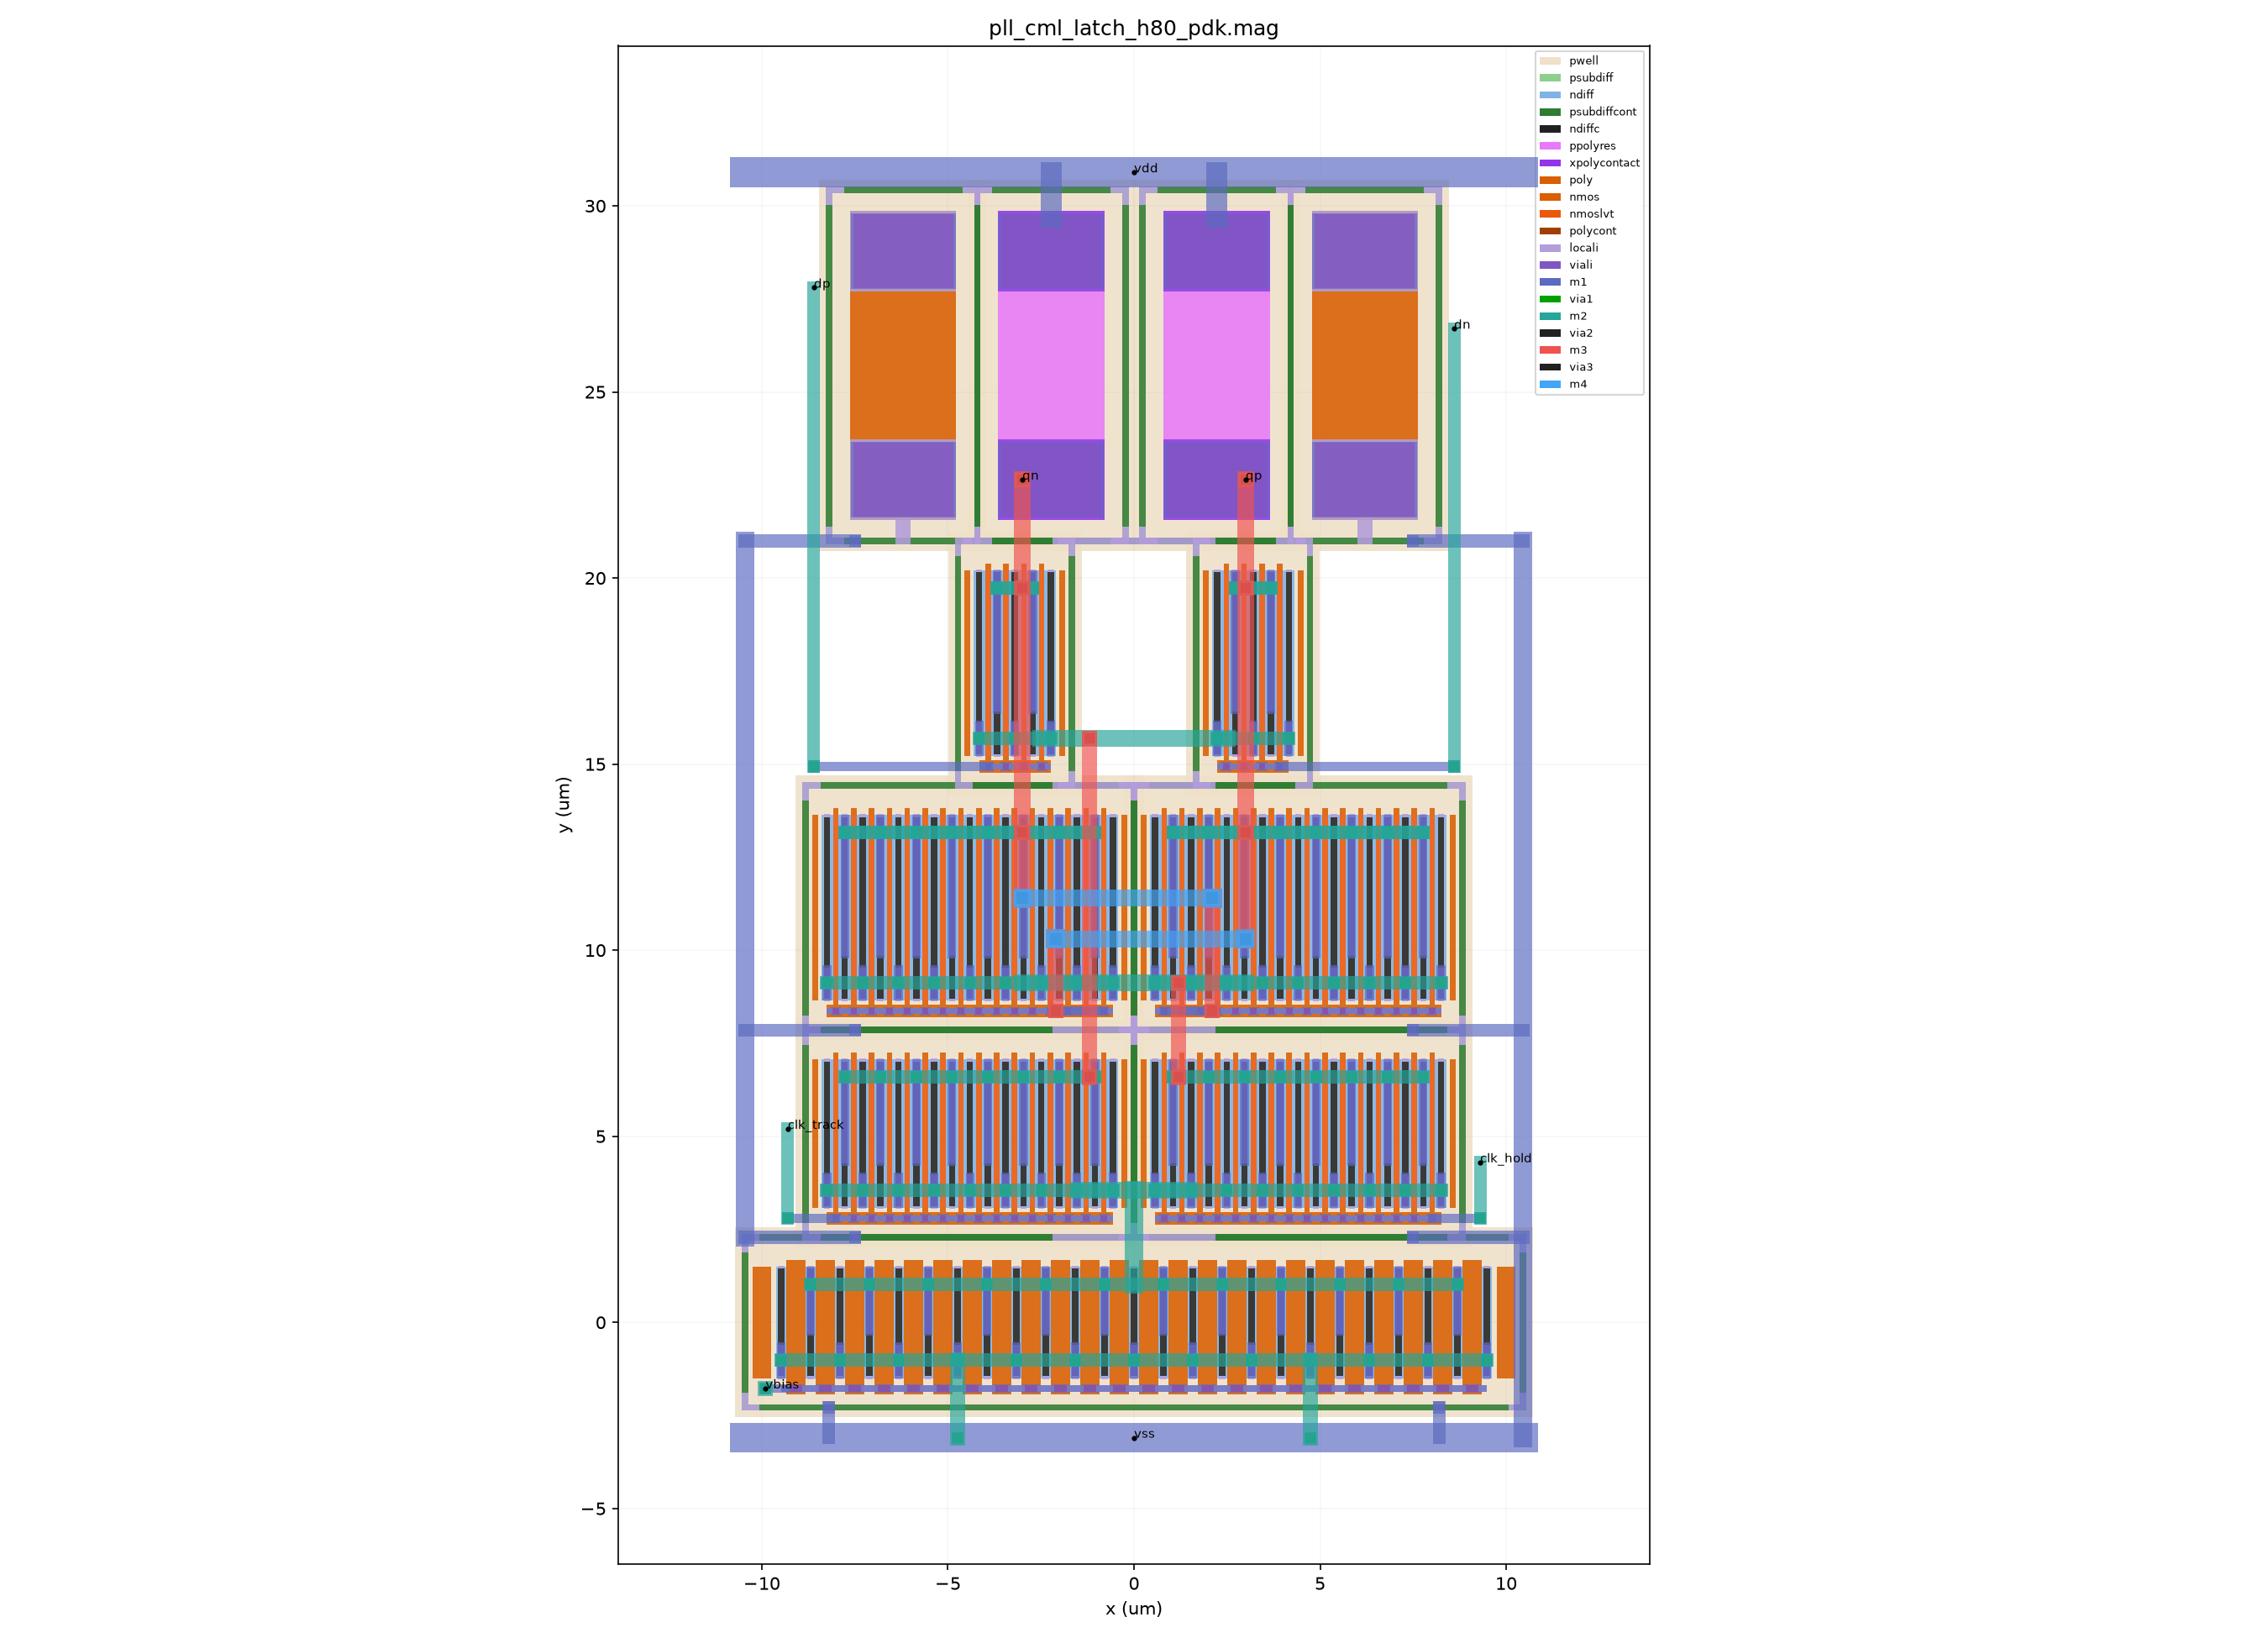 pll_cml_latch_h80_pdk.mag
pwell
psubdiff
ndiff
psubdiffcont
ndiffc
ppolyres
xpolycontact
poly
nmos
nmoslvt
polycont
locali
viali
m1
via1
m2
via2
m3
via3
m4
vdd
dp
dn
qn
qp
clk_track
clk_hold
vbias
vss
30
25
20
15
10
5
0
−5
y (um)
−10
−5
0
5
10
x (um)